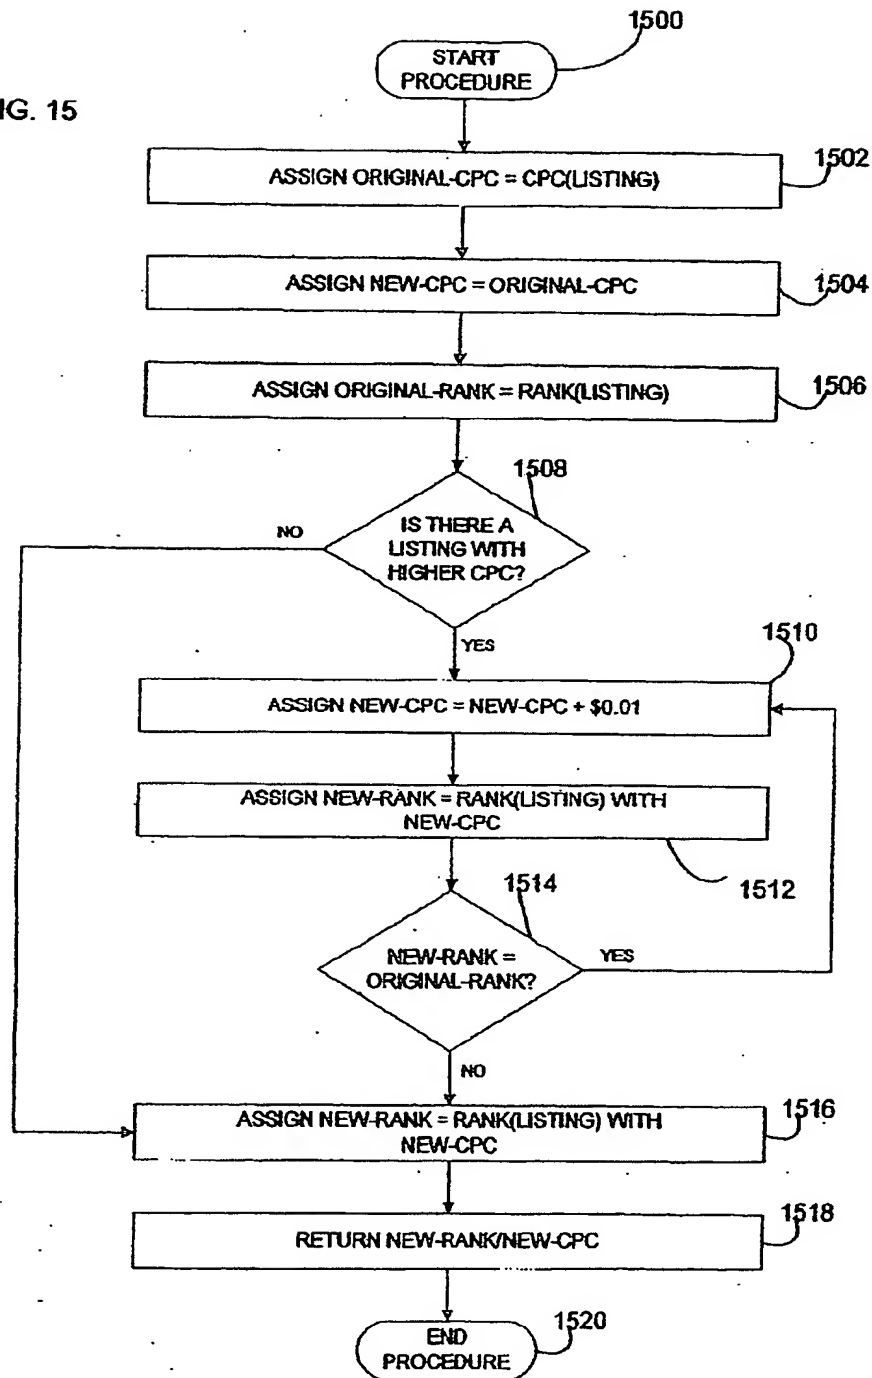 1500
START
PROCEDURE
IG. 15
1502
ASSIGN ORIGINAL-CPC = CPC(LISTING)
ASSIGN NEW-CPC = ORIGINAL-CPC
1504
ASSIGN ORIGINAL-RANK = RANK(LISTING)
1506
1508
IS THERE A
LISTING WITH
HIGHER CPC?
NO
YES
1510
ASSIGN NEW-CPC = NEW-CPC + $0.01
ASSIGN NEW-RANK = RANK(LISTING) WITH
NEW-CPC
1512
1514
NEW-RANK =
ORIGINAL-RANK?
YES
NO
ASSIGN NEW-RANK = RANK(LISTING) WITH
NEW-CPC
1516
1518
RETURN NEW-RANK/NEW-CPC
1520
END
PROCEDURE